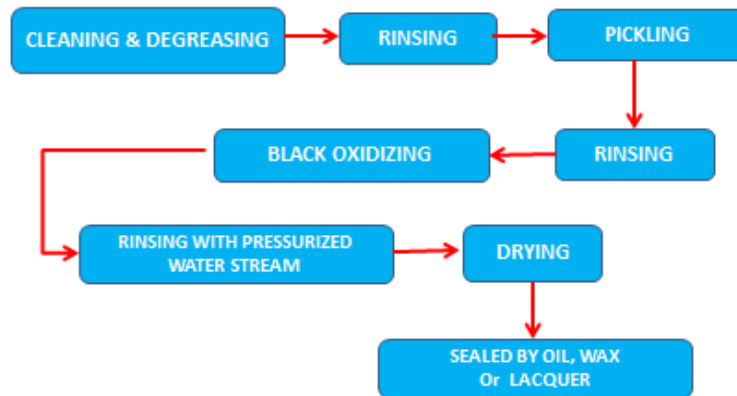 CLEANING & DEGREASING
RINSING
PICKLING
RINSING
BLACK OXIDIZING
RINSING WITH PRESSURIZED
WATER STREAM
DRYING
SEALED BY OIL, WAX
Or LACQUER